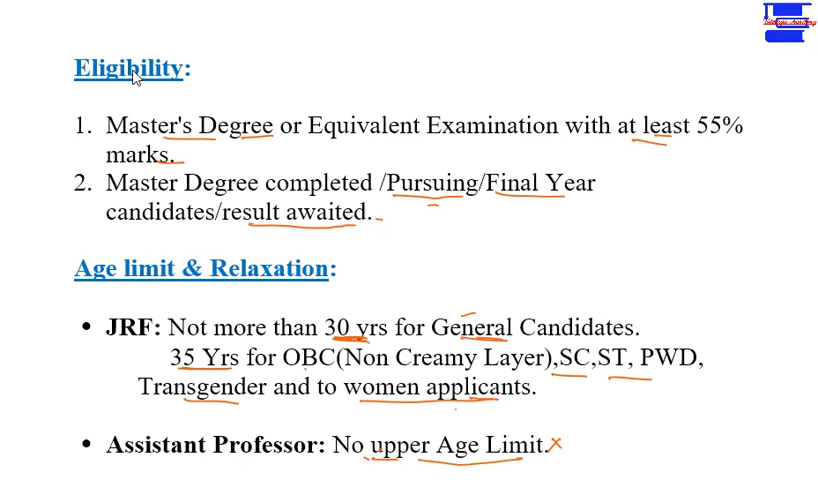 Eligibility:
1. Master's Degree or Equivalent Examination with at least 55%
marks.
2. Master Degree completed /Pursuing/Final Year
candidates/result awaited.
Age limit & Relaxation:
• JRF: Not more than 30 yrs for General Candidates.
35 Yrs for OBC(Non Creamy Layer),SC,ST, PWD,
Transgender and to women applicants.
• Assistant Professor: No upper Age Limit.